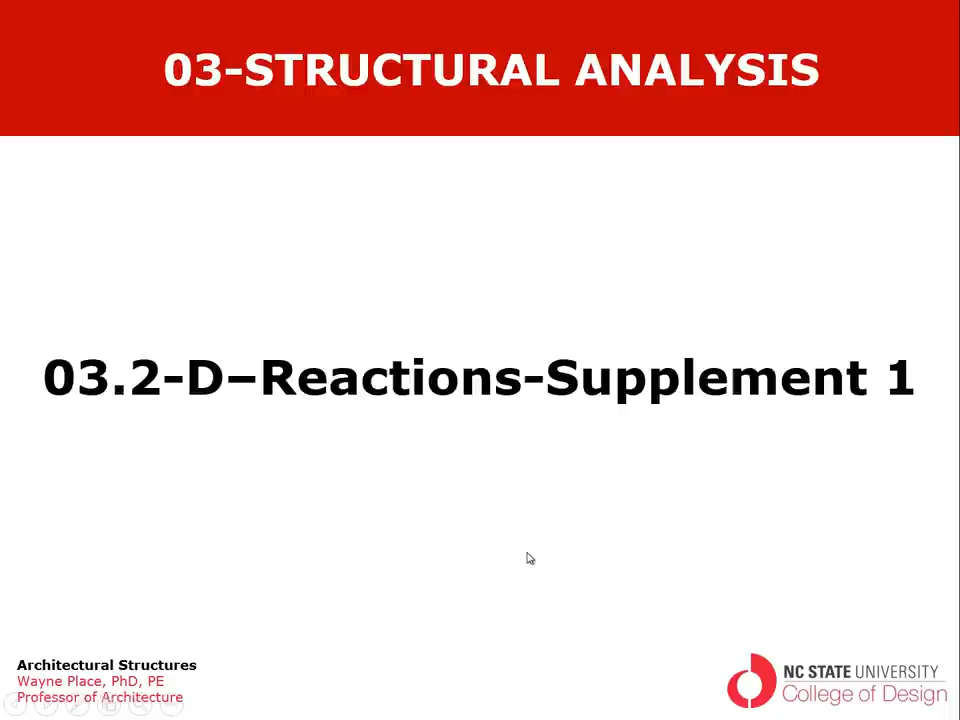 03-STRUCTURAL ANALYSIS
03.2-D–Reactions-Supplement 1
Architectural Structures
Wayne Place, PhD, PE
Professor of Architecture
NC STATE UNIVERSITY
College of Design